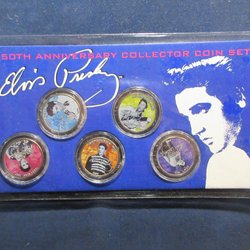 50TH ANNIVERSARY COLLECTOR COIN SET
Elvis Presley